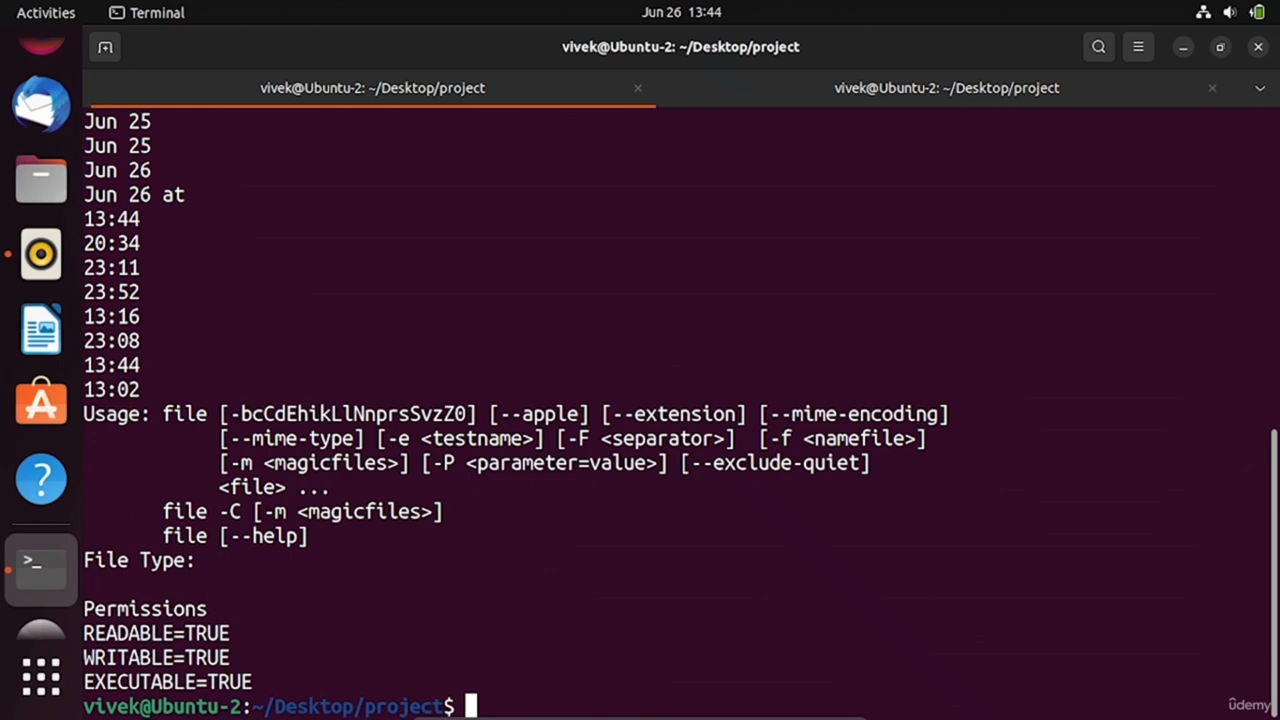 Activities Terminal Jun 26 13:44
vivek@Ubuntu-2: ~/Desktop/project
vivek@Ubuntu-2: ~/Desktop/project vivek@Ubuntu-2: ~/Desktop/project
Jun 25
Jun 25
Jun 26
Jun 26 at
13:44
20:34
23:11
23:52
13:16
23:08
13:44
13:02
Usage: file [-bcCdEhikLlNnprsSvzZ0] [--apple] [--extension] [--mime-encoding]
[--mime-type] [-e <testname>] [-F <separator>] [-f <namefile>]
[-m <magicfiles>] [-P <parameter=value>] [--exclude-quiet]
<file> ...
file -C [-m <magicfiles>]
file [--help]
File Type:
Permissions
READABLE=TRUE
WRITABLE=TRUE
EXECUTABLE=TRUE
vivek@Ubuntu-2:~/Desktop/project$
ûdemy